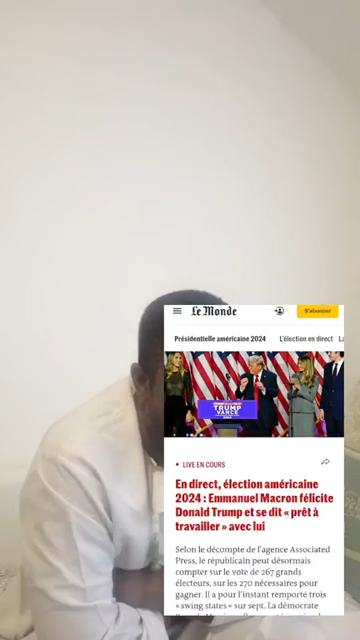 Le Monde
S'abonner
Présidentielle américaine 2024 L'élection en direct
TRUMP
VANCE
LIVE EN COURS
En direct, élection américaine
2024 : Emmanuel Macron félicite
Donald Trump et se dit « prêt à
travailler » avec lui
Selon le décompte de l'agence Associated
Press, le républicain peut désormais
compter sur le vote de 267 grands
électeurs, sur les 270 nécessaires pour
gagner. Il a pour l'instant remporté trois
« swing states » sur sept. La démocrate